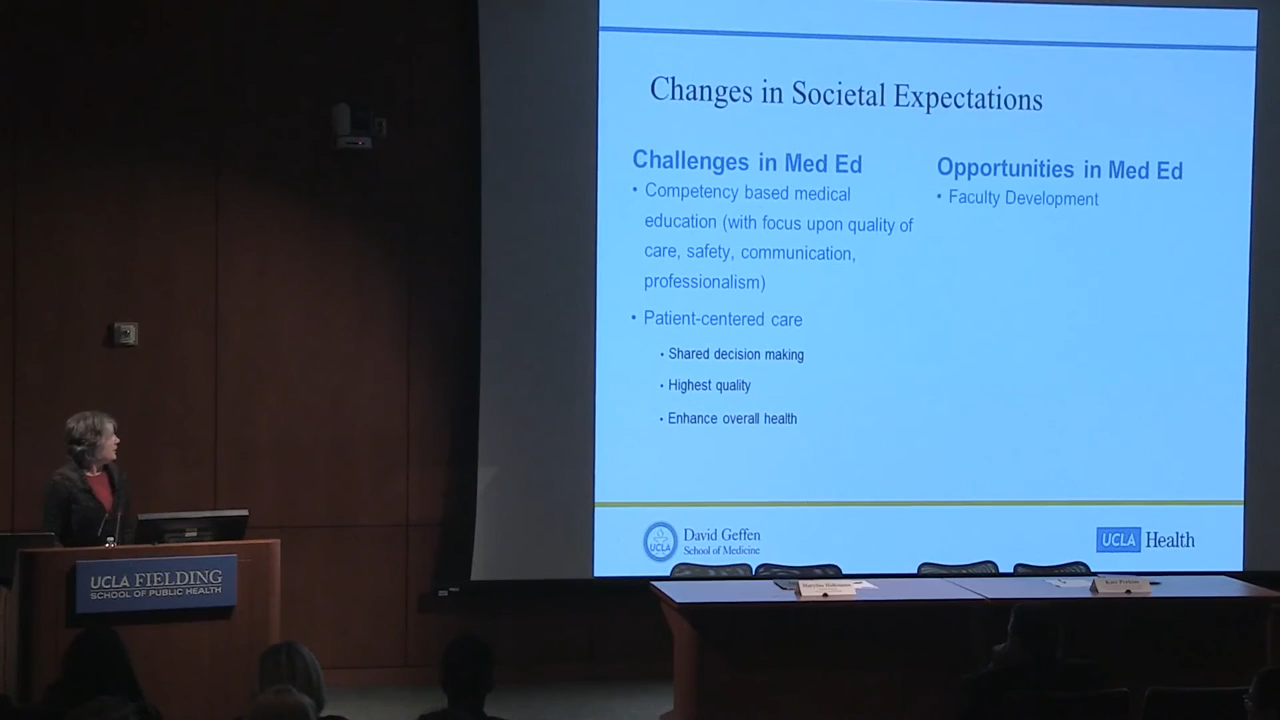 Changes in Societal Expectations
Challenges in Med Ed
• Competency based medical
education (with focus upon quality of
care, safety, communication,
professionalism)
• Patient-centered care
• Shared decision making
• Highest quality
• Enhance overall health
Opportunities in Med Ed
• Faculty Development
UCLA
David Geffen
School of Medicine
UCLA Health
UCLA FIELDING
SCHOOL OF PUBLIC HEALTH